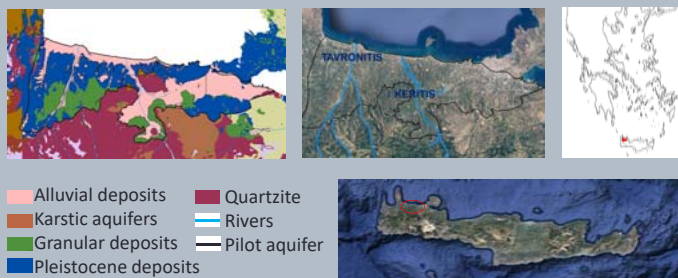 TAVRONITIS
KERITIS
Alluvial deposits
Karstic aquifers
Granular deposits
Pleistocene deposits
Quartzite
Rivers
Pilot aquifer